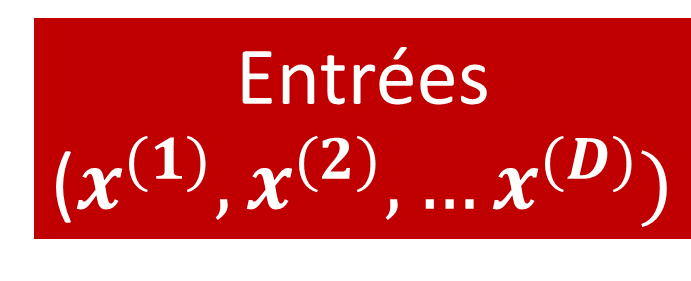 Entrées
(x⁽¹⁾, x⁽²⁾, … x⁽ᴰ⁾)